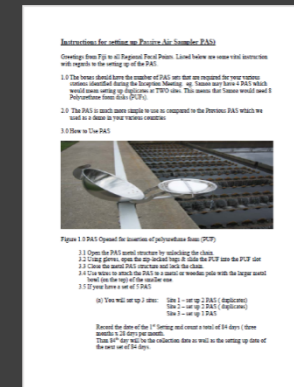 Instructions for setting up Passive Air Sampler PAS)
Greetings from Fiji to all Regional Focal Points. Listed below are some vital instruction
with regards to the setting up of the PAS.
1.0 The boxes should have the number of PAS sets that are required for your various
stations identified during the Inception Meeting. eg. Samoa may have 4 PAS which
would mean setting up duplicates at TWO sites. This means that Samoa would need 8
Polyurethane foam disks (PUFs).
2.0 The PAS is much more simple to use as compared to the Previous PAS which we
used as a demo in your various countries
3.0 How to Use PAS
Figure 1.0 PAS Opened for insertion of polyurethane foam (PUF)
3.1 Open the PAS metal structure by unlocking the chain.
3.2 Using gloves, open the zip-locked bags & slide the PUF into the PUF slot
3.3 Close the metal PAS structure and lock the chain.
3.4 Use wires to attach the PAS to a metal or wooden pole with the larger metal
bowl (on the top) of the smaller one.
3.5 If your have a set of 5 PAS
(a) You will set up 3 sites: Site 1 – set up 2 PAS ( duplicates)
Site 2 – set up 2 PAS ( duplicates)
Site 3 – set up 1 PAS
Record the date of the 1st Setting and count a total of 84 days ( three
months x 28 days per month.
Than 84th day will be the collection date as well as the setting up date of
the next set of 84 days.